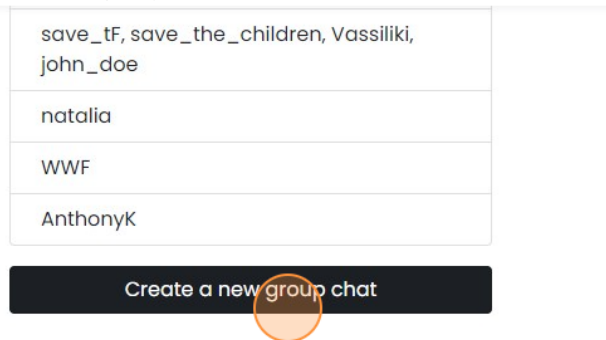 save_tF, save_the_children, Vassiliki,
john_doe
natalia
WWF
AnthonyK
Create a new group chat